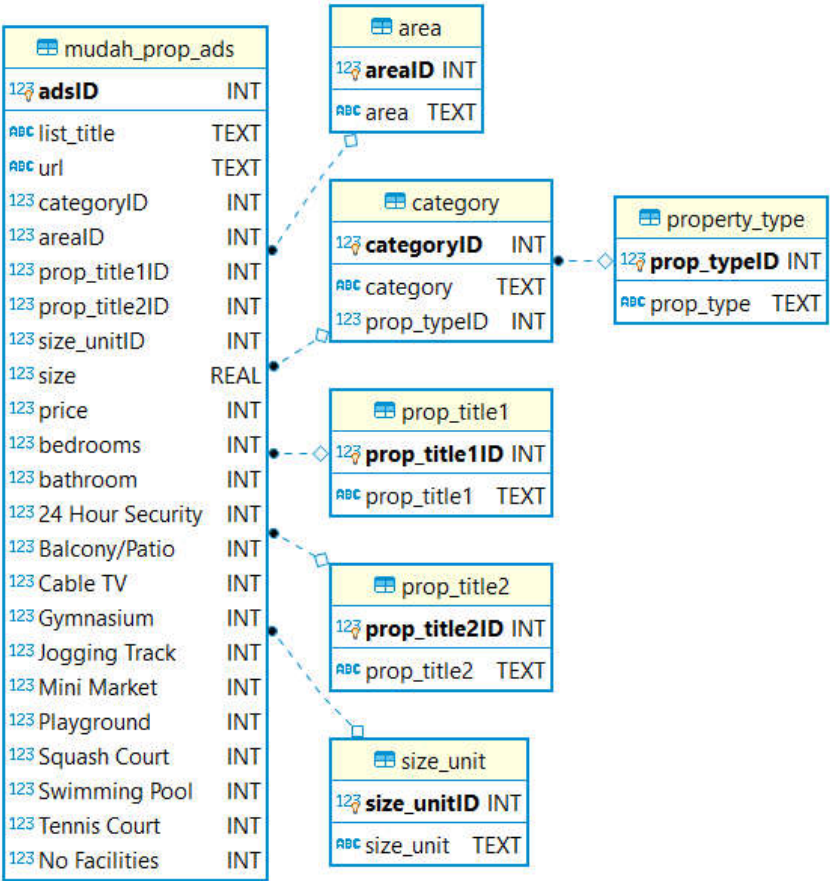 mudah_prop_ads
123 adsID INT
ABC list_title TEXT
ABC url TEXT
123 categoryID INT
123 areaID INT
123 prop_title1ID INT
123 prop_title2ID INT
123 size_unitID INT
123 size REAL
123 price INT
123 bedrooms INT
123 bathroom INT
123 24 Hour Security INT
123 Balcony/Patio INT
123 Cable TV INT
123 Gymnasium INT
123 Jogging Track INT
123 Mini Market INT
123 Playground INT
123 Squash Court INT
123 Swimming Pool INT
123 Tennis Court INT
123 No Facilities INT
area
123 areaID INT
ABC area TEXT
category
123 categoryID INT
ABC category TEXT
123 prop_typeID INT
property_type
123 prop_typeID INT
ABC prop_type TEXT
prop_title1
123 prop_title1ID INT
ABC prop_title1 TEXT
prop_title2
123 prop_title2ID INT
ABC prop_title2 TEXT
size_unit
123 size_unitID INT
ABC size_unit TEXT